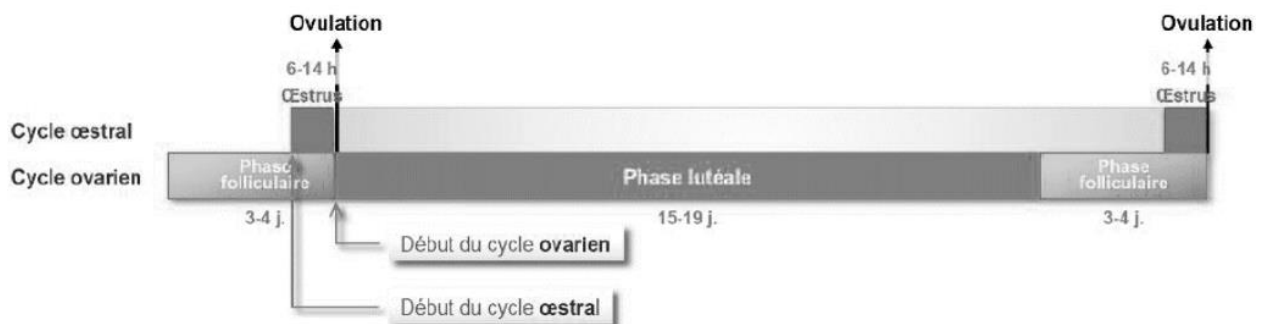 Ovulation Ovulation
6-14 h 6-14 h
Œstrus Œstrus
Cycle œstral
Cycle ovarien
Phase folliculaire
Phase lutéale
Phase folliculaire
3-4 j. 15-19 j. 3-4 j.
Début du cycle ovarien
Début du cycle œstral